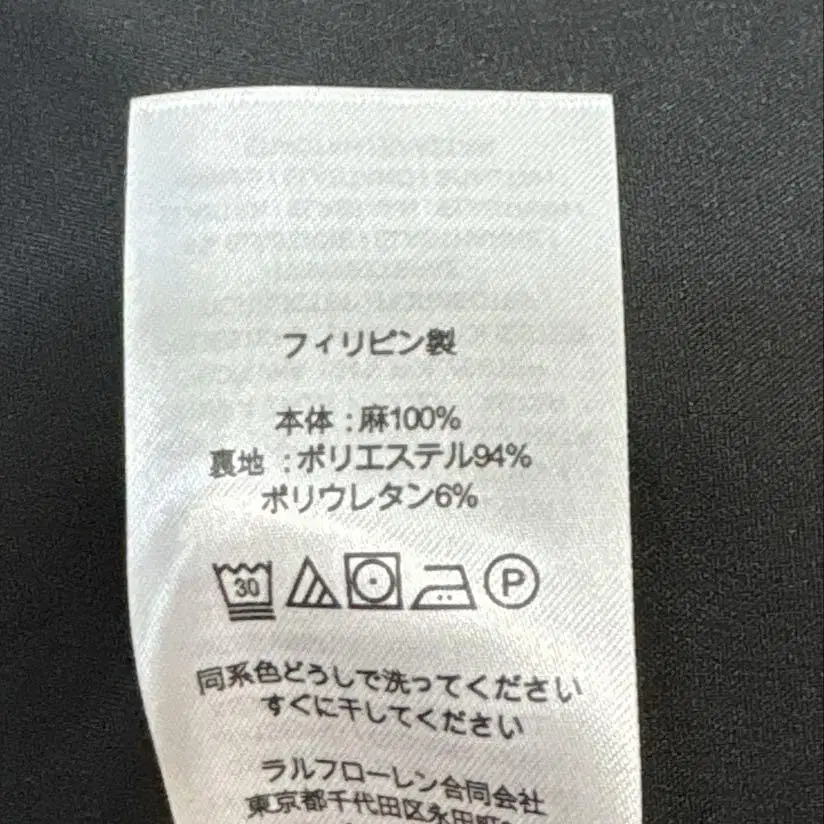 フィリピン製
本体 : 麻100%
裏地 : ポリエステル94%
ポリウレタン6%
30 P
同系色どうしで洗ってください
すぐに干してください
ラルフローレン合同会社
東京都千代田区永田町